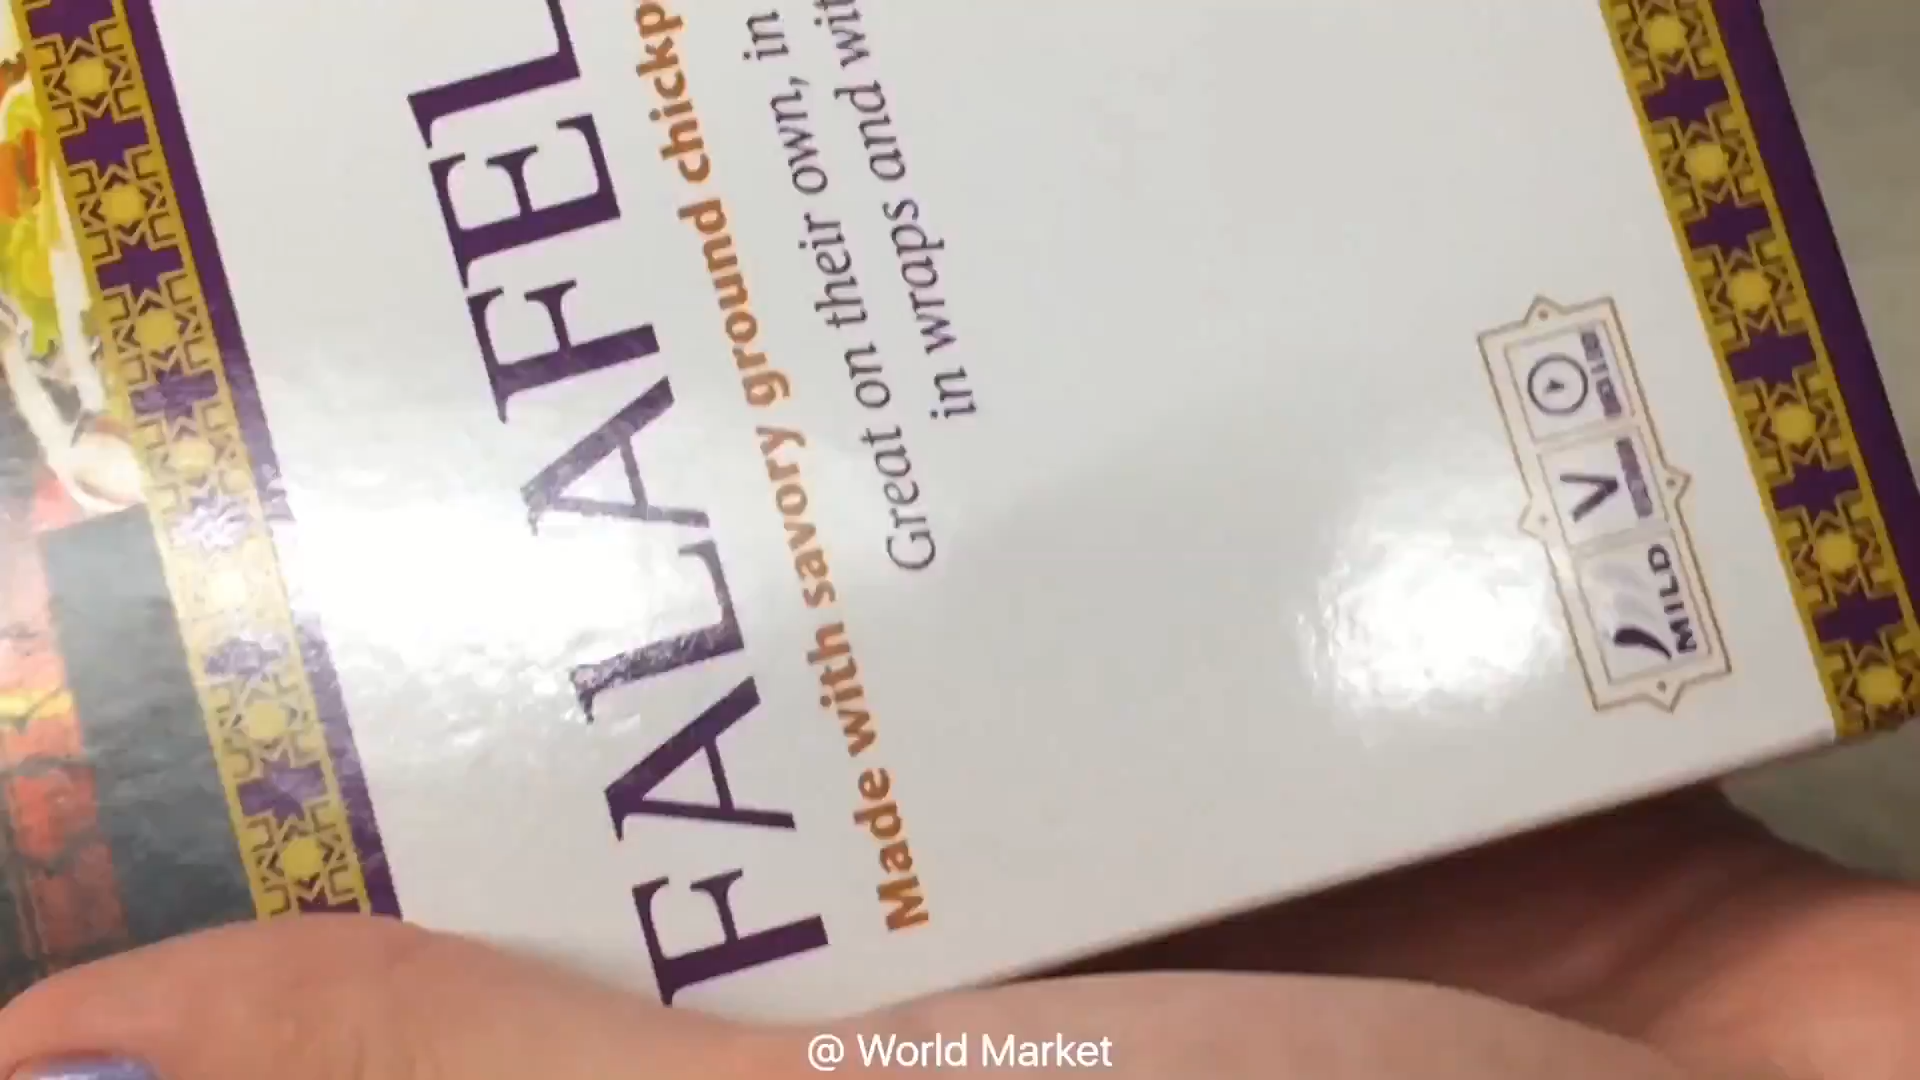 FALAFEL
Made with savory ground chickp
Great on their own, in
in wraps and wit
V
MILD
@ World Market